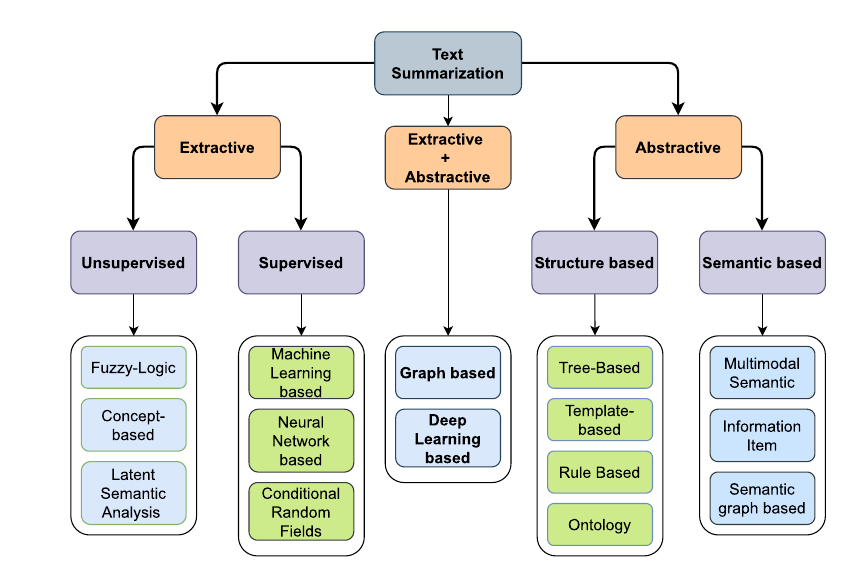 Text
Summarization
Extractive
Extractive
+
Abstractive
Abstractive
Unsupervised
Supervised
Structure based
Semantic based
Fuzzy-Logic
Concept-
based
Latent
Semantic
Analysis
Machine
Learning
based
Neural
Network
based
Conditional
Random
Fields
Graph based
Deep
Learning
based
Tree-Based
Template-
based
Rule Based
Ontology
Multimodal
Semantic
Information
Item
Semantic
graph based